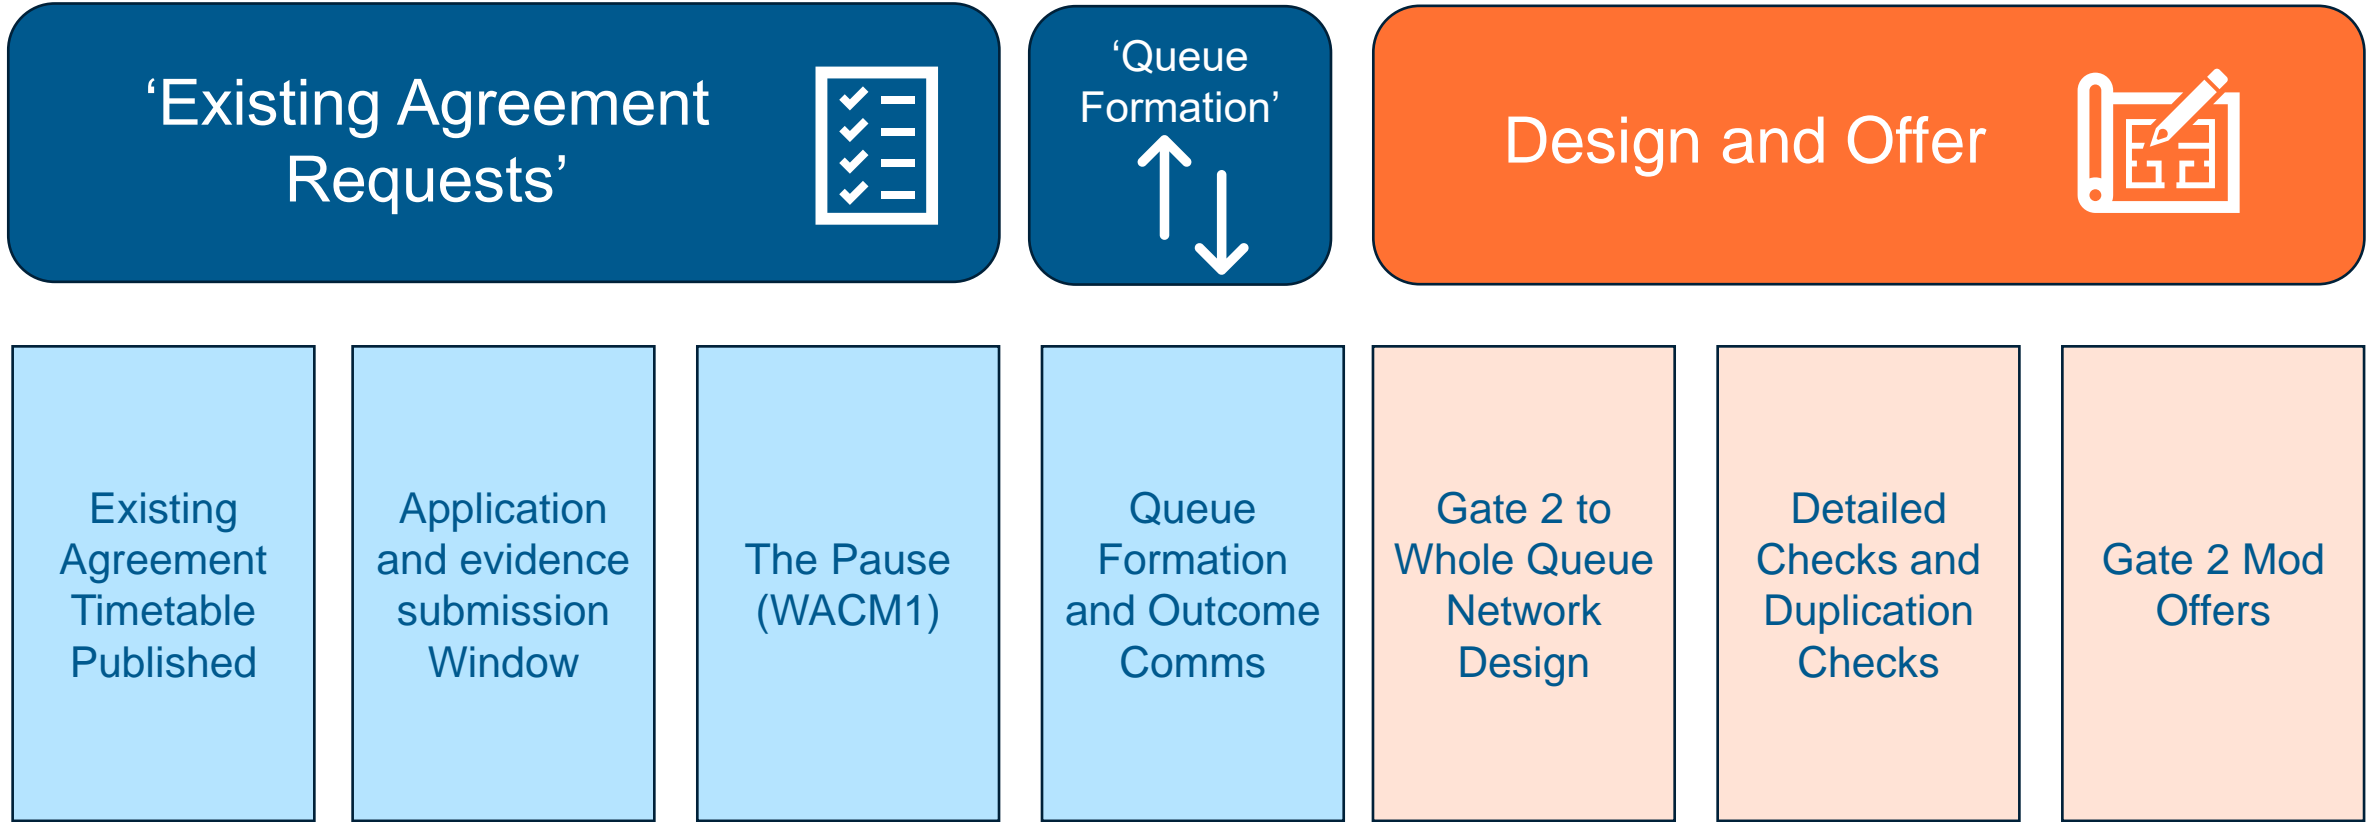 ‘Existing Agreement
Requests’
‘Queue
Formation’
Design and Offer
Existing
Agreement
Timetable
Published
Application
and evidence
submission
Window
The Pause
(WACM1)
Queue
Formation
and Outcome
Comms
Gate 2 to
Whole Queue
Network
Design
Detailed
Checks and
Duplication
Checks
Gate 2 Mod
Offers